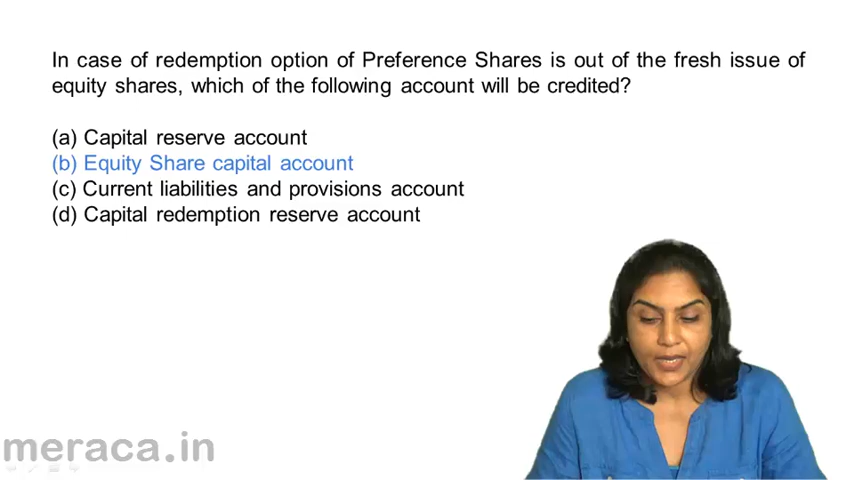 In case of redemption option of Preference Shares is out of the fresh issue of
equity shares, which of the following account will be credited?
(a) Capital reserve account
(b) Equity Share capital account
(c) Current liabilities and provisions account
(d) Capital redemption reserve account
meraca.in